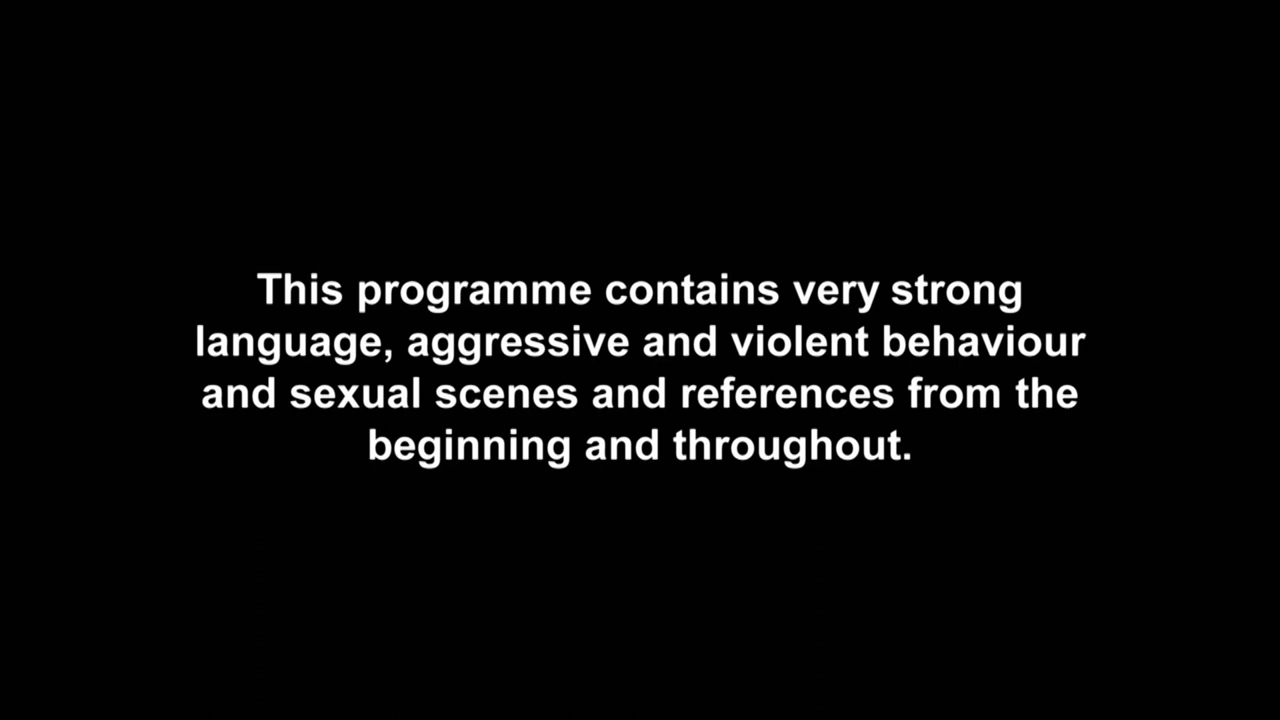 This programme contains very strong
language, aggressive and violent behaviour
and sexual scenes and references from the
beginning and throughout.